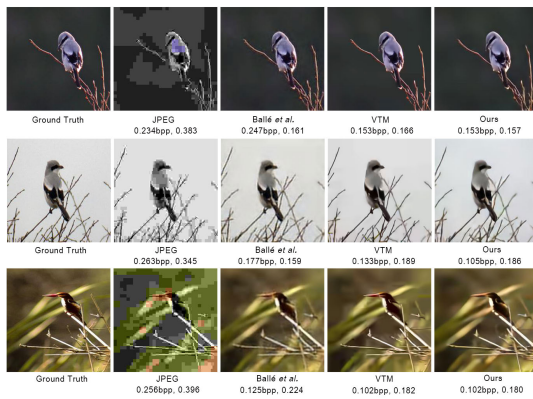 Ground Truth
JPEG
0.234bpp, 0.383
Ballé et al.
0.247bpp, 0.161
VTM
0.153bpp, 0.166
Ours
0.153bpp, 0.157
Ground Truth
JPEG
0.263bpp, 0.345
Ballé et al.
0.177bpp, 0.159
VTM
0.133bpp, 0.189
Ours
0.105bpp, 0.186
Ground Truth
JPEG
0.256bpp, 0.396
Ballé et al.
0.125bpp, 0.224
VTM
0.102bpp, 0.182
Ours
0.102bpp, 0.180